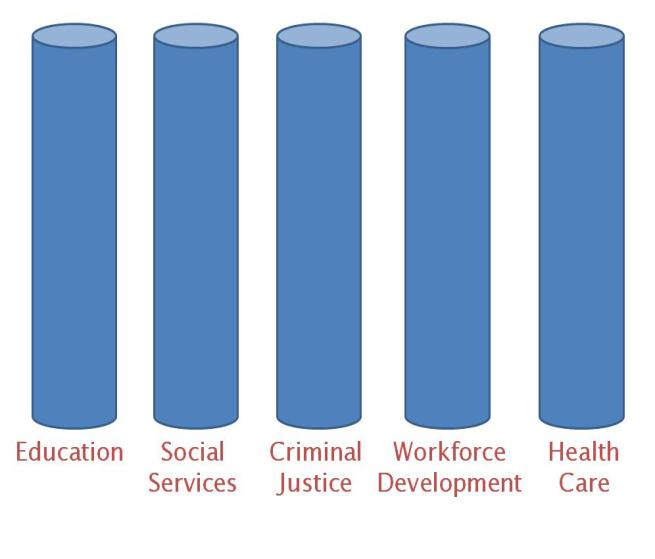 Education
Social
Services
Criminal
Justice
Workforce
Development
Health
Care